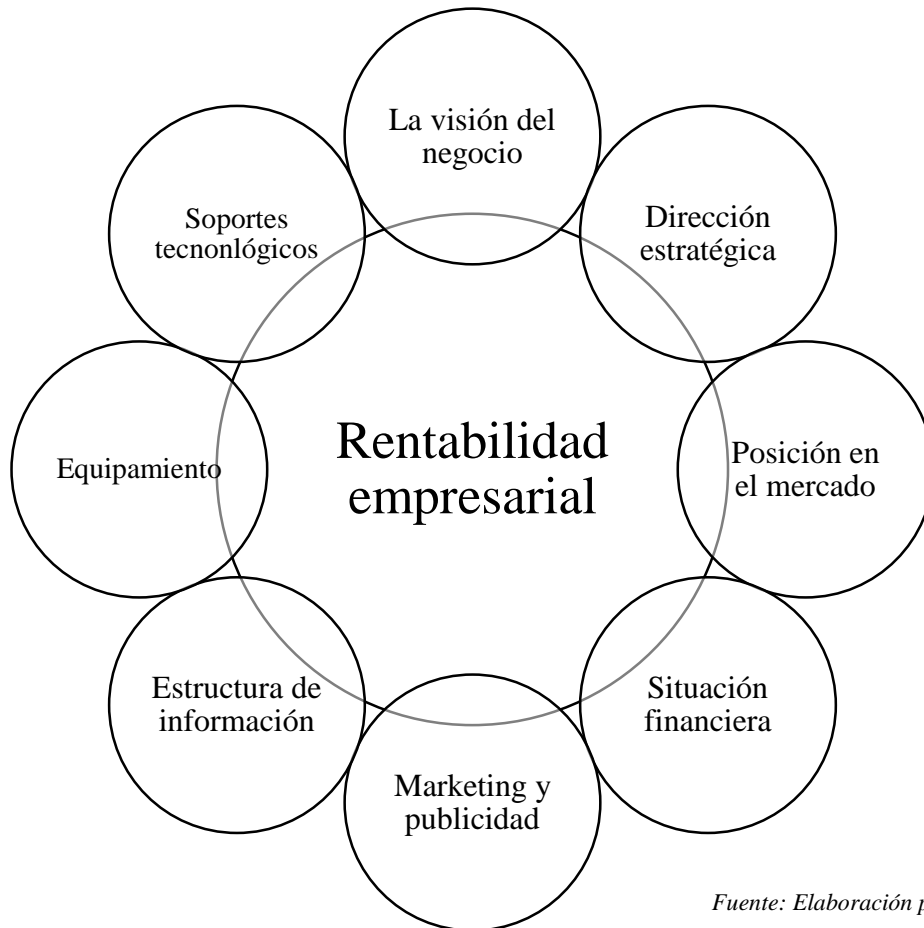 La visión del
negocio
Dirección
estratégica
Posición en
el mercado
Situación
financiera
Marketing y
publicidad
Estructura de
información
Equipamiento
Soportes
tecnonlógicos
Rentabilidad
empresarial
Fuente: Elaboración p